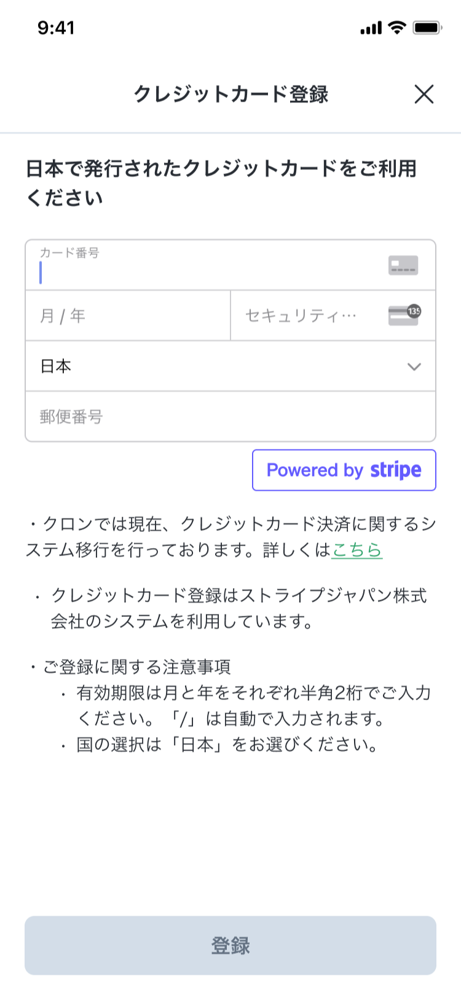 9:41
クレジットカード登録
日本で発行されたクレジットカードをご利用
ください
カード番号
月 / 年
セキュリティ…
135
日本
郵便番号
Powered by stripe
・クロンでは現在、クレジットカード決済に関するシ
ステム移行を行っております。詳しくはこちら
・クレジットカード登録はストライプジャパン株式
会社のシステムを利用しています。
・ご登録に関する注意事項
・有効期限は月と年をそれぞれ半角2桁でご入力
ください。「/」は自動で入力されます。
・国の選択は「日本」をお選びください。
登録